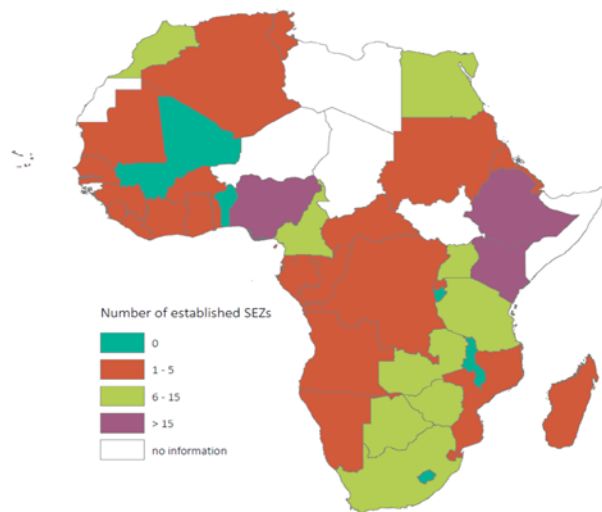 Number of established SEZs
0
1 - 5
6 - 15
> 15
no information